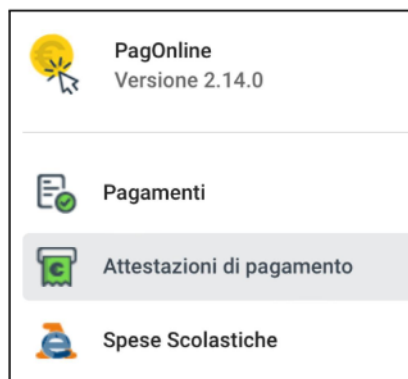 PagOnline
Versione 2.14.0
Pagamenti
Attestazioni di pagamento
Spese Scolastiche